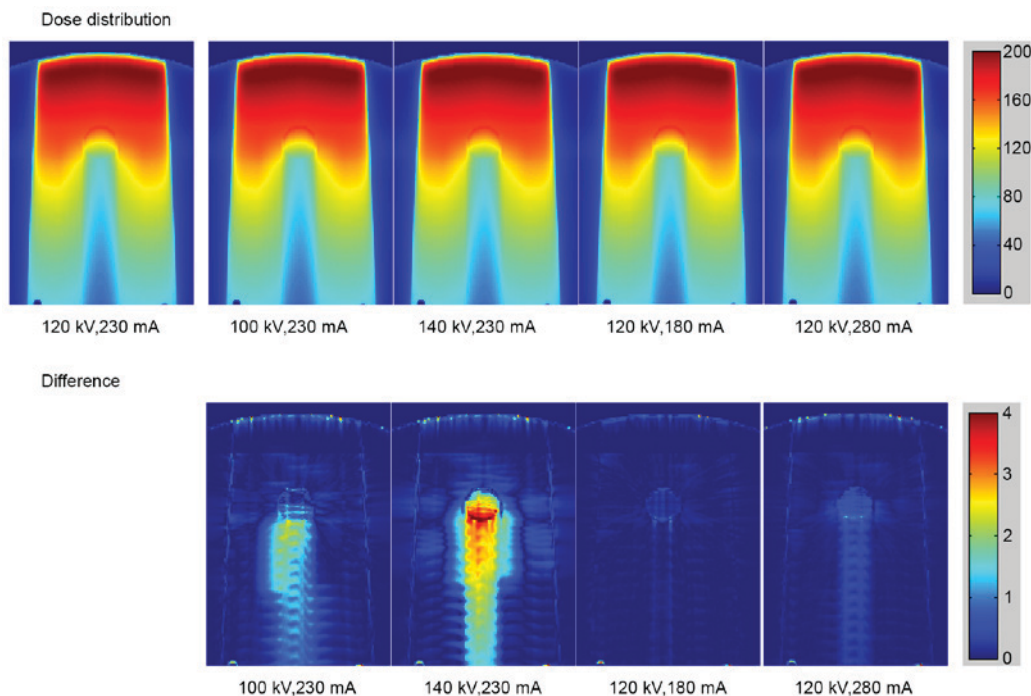 Dose distribution
200
160
120
80
40
0
120 kV,230 mA
100 kV,230 mA
140 kV,230 mA
120 kV,180 mA
120 kV,280 mA
Difference
4
3
2
1
0
100 kV,230 mA
140 kV,230 mA
120 kV,180 mA
120 kV,280 mA